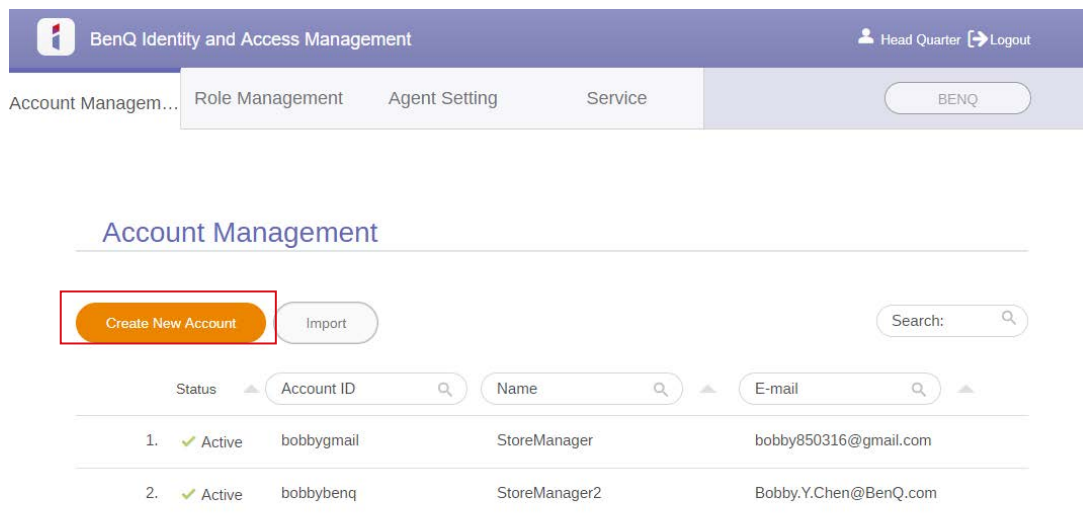 BenQ Identity and Access Management
Head Quarter Logout
Account Managem... Role Management Agent Setting Service BENQ
Account Management
Create New Account Import Search:
Status Account ID Name E-mail
1. Active bobbygmail StoreManager bobby850316@gmail.com
2. Active bobbybenq StoreManager2 Bobby.Y.Chen@BenQ.com